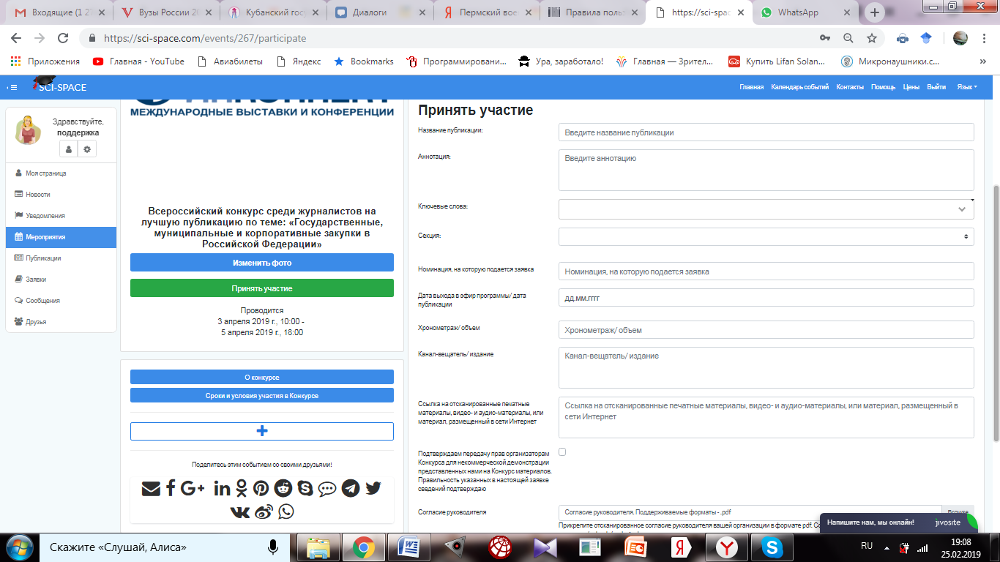 Входящие (1 27
Вузы России 20
Кубанский гос
Диалоги
Пермский вое
Правила поль
https://sci-spac
WhatsApp
https://sci-space.com/events/267/participate
Приложения
Главная - YouTube
Авиабилеты
Яндекс
Bookmarks
Программировани...
Ура, заработало!
Главная — Зрител...
Купить Lifan Solan...
Микронаушники.c...
»
SCI-SPACE
Главная Календарь событий Контакты Помощь Цены Выйти Язык
Здравствуйте,
поддержка
Моя страница
Новости
Уведомления
Мероприятия
Публикации
Заявки
Сообщения
Друзья
МЕЖДУНАРОДНЫЕ ВЫСТАВКИ И КОНФЕРЕНЦИИ
Всероссийский конкурс среди журналистов на
лучшую публикацию по теме: «Государственные,
муниципальные и корпоративные закупки в
Российской Федерации»
Изменить фото
Принять участие
Проводится
3 апреля 2019 г., 10:00 -
5 апреля 2019 г., 18:00
О конкурсе
Сроки и условия участия в Конкурсе
Поделитесь этим событием со своими друзьями!
Принять участие
Название публикации:
Введите название публикации
Аннотация:
Введите аннотацию
Ключевые слова:
Секция:
Номинация, на которую подается заявка
Номинация, на которую подается заявка
Дата выхода в эфир программы/ дата
публикации
дд.мм.гггг
Хронометраж/ объем
Хронометраж/ объем
Канал-вещатель/ издание
Канал-вещатель/ издание
Ссылка на отсканированные печатные
материалы, видео- и аудио-материалы, или
материал, размещенный в сети Интернет
Ссылка на отсканированные печатные материалы, видео- и аудио-материалы, или материал, размещенный в
сети Интернет
Подтверждаем передачу прав организаторам
Конкурса для некоммерческой демонстрации
представленных нами на Конкурс материалов.
Правильность указанных в настоящей заявке
сведений подтверждаю
Согласие руководителя
Согласие руководителя. Поддерживаемые форматы - .pdf
Browse
Прикрепите отсканированное согласие руководителя вашей организации в формате pdf.
Напишите нам, мы онлайн! jivosite
Скажите «Слушай, Алиса»
RU
19:08
25.02.2019